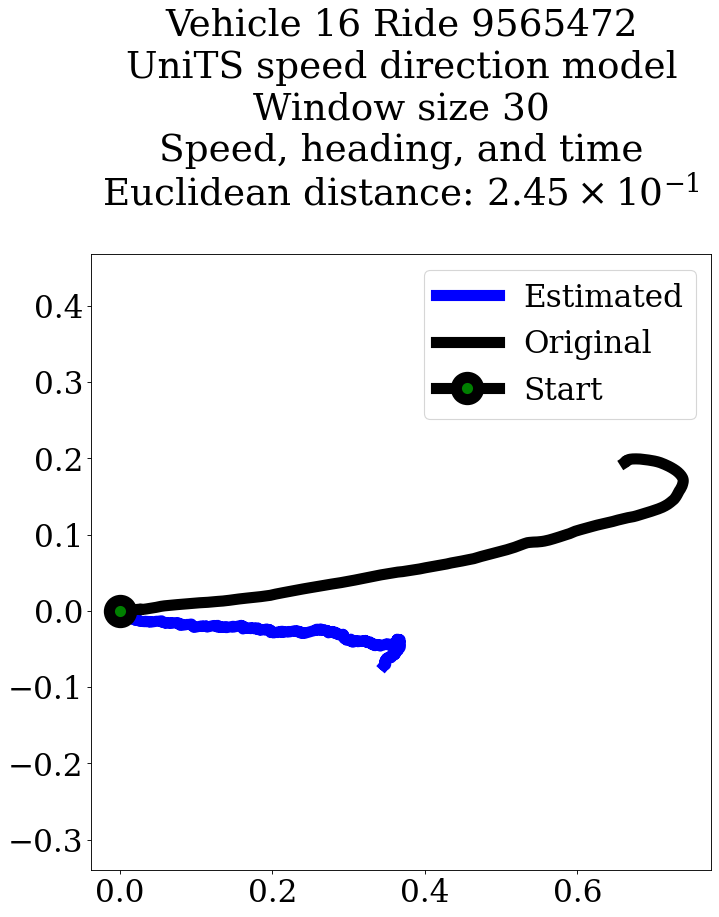 Vehicle 16 Ride 9565472
UniTS speed direction model
Window size 30
Speed, heading, and time
Euclidean distance: 2.45 × 10⁻¹
Estimated
Original
Start
0.4
0.3
0.2
0.1
0.0
−0.1
−0.2
−0.3
0.0 0.2 0.4 0.6